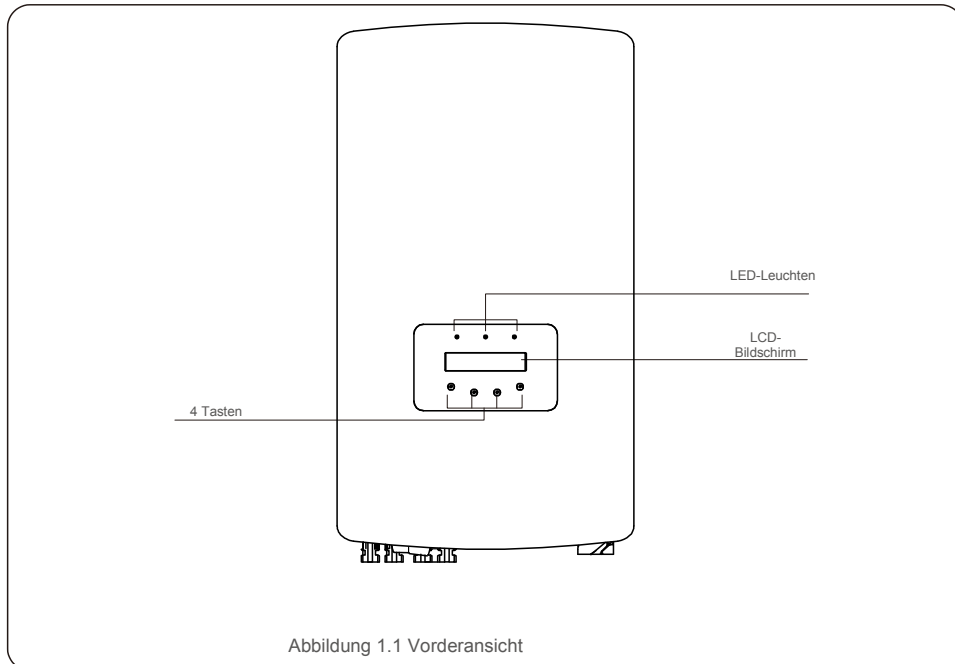 LED-Leuchten
LCD-
Bildschirm
4 Tasten
Abbildung 1.1 Vorderansicht